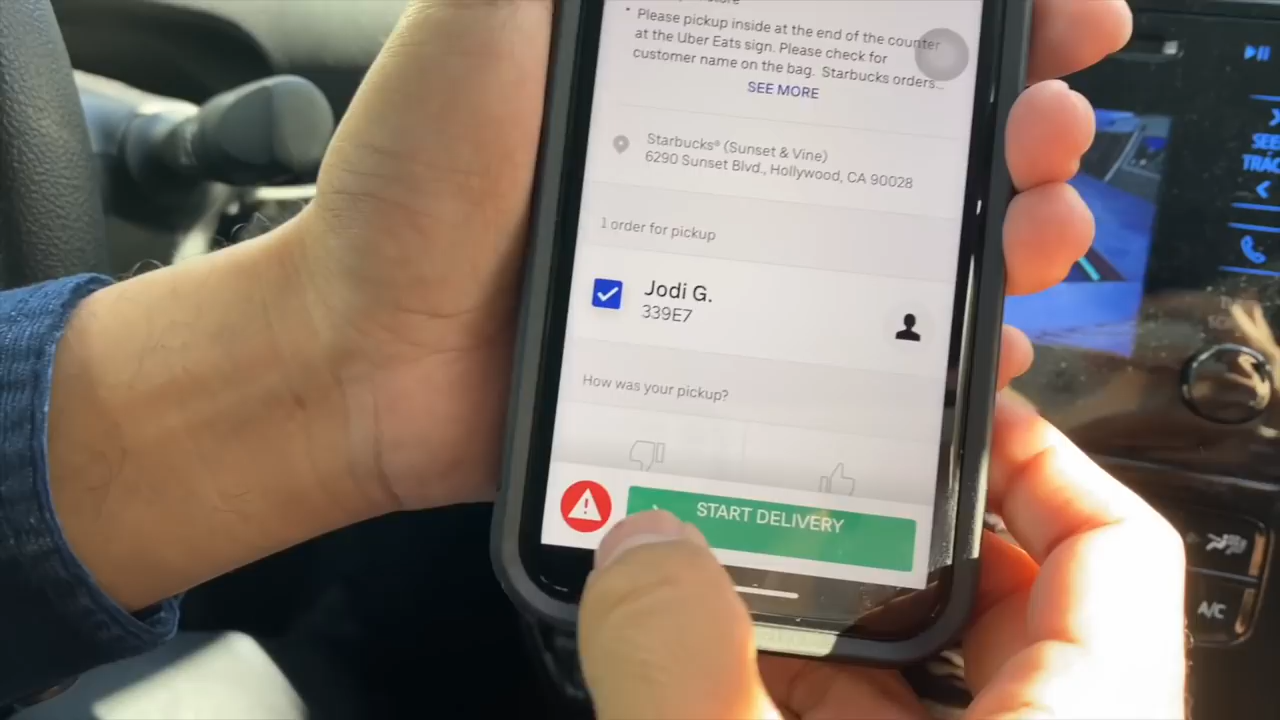 • Please pickup inside at the end of the counter
at the Uber Eats sign. Please check for
customer name on the bag. Starbucks orders...
SEE MORE
Starbucks® (Sunset & Vine)
6290 Sunset Blvd., Hollywood, CA 90028
1 order for pickup
Jodi G.
339E7
How was your pickup?
START DELIVERY
SEE
TRAC
A/C